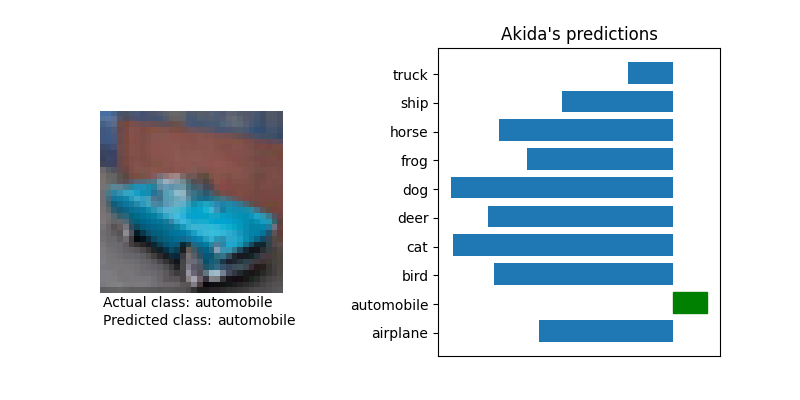 Akida's predictions
truck
ship
horse
frog
dog
deer
cat
bird
automobile
airplane
Actual class: automobile
Predicted class: automobile